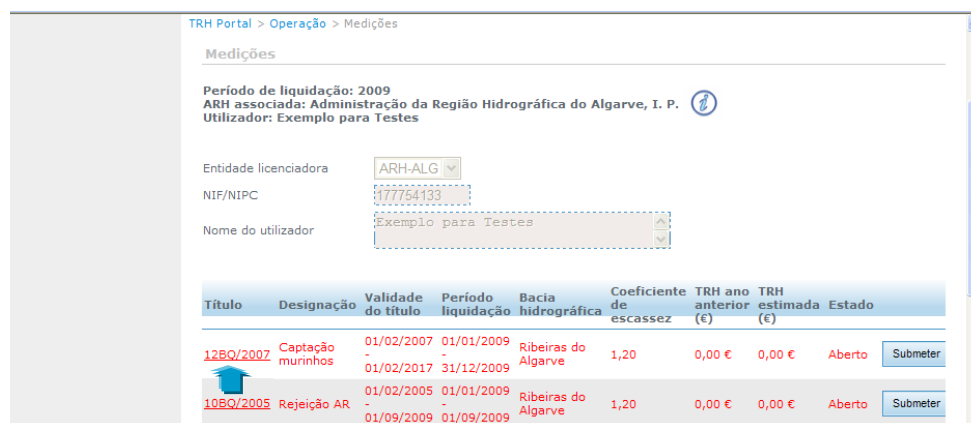 TRH Portal > Operação > Medições
Medições
Período de liquidação: 2009
ARH associada: Administração da Região Hidrográfica do Algarve, I. P.
Utilizador: Exemplo para Testes
Entidade licenciadora ARH-ALG
NIF/NIPC 177754133
Nome do utilizador Exemplo para Testes
Título Designação Validade do título Período liquidação Bacia hidrográfica Coeficiente de escassez TRH ano anterior (€) TRH estimada (€) Estado
12BQ/2007 Captação murinhos 01/02/2007 - 01/02/2017 01/01/2009 - 31/12/2009 Ribeiras do Algarve 1,20 0,00 € 0,00 € Aberto Submeter
10BQ/2005 Rejeição AR 01/02/2005 - 01/09/2009 01/01/2009 - 01/09/2009 Ribeiras do Algarve 1,20 0,00 € 0,00 € Aberto Submeter